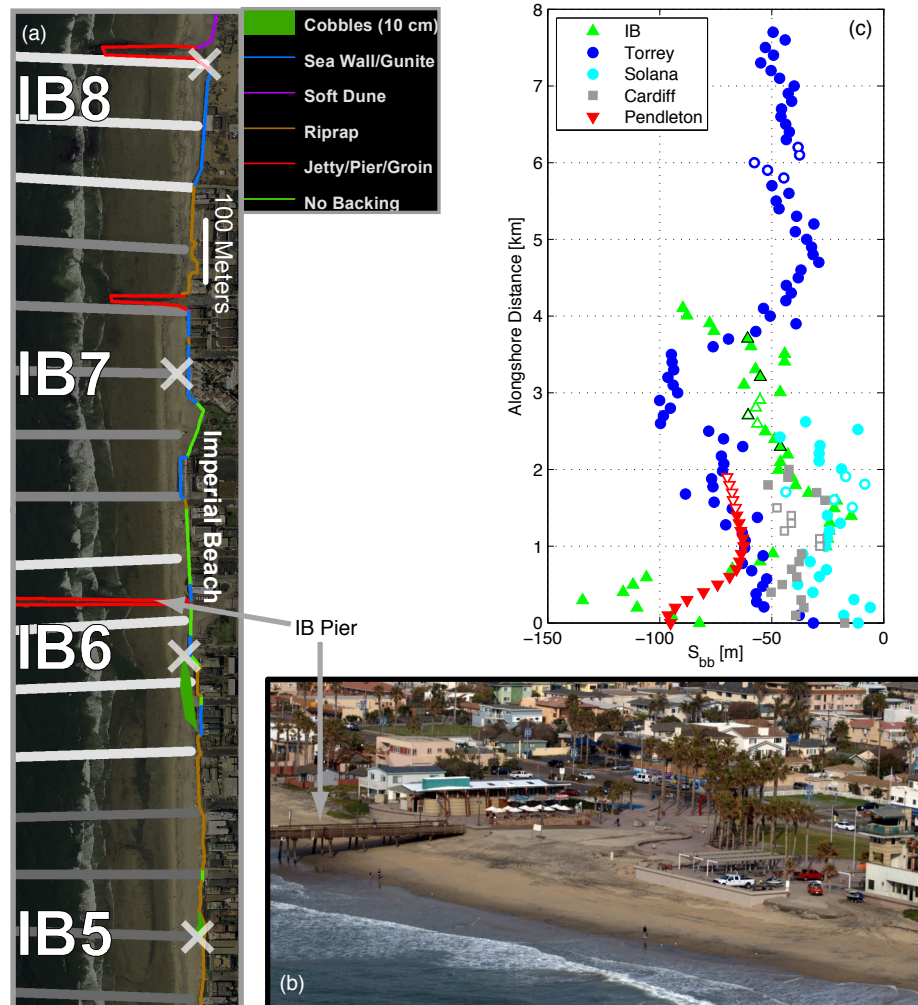 (a)
IB8
IB7
IB6
IB5
100 Meters
Imperial Beach
Cobbles (10 cm)
Sea Wall/Gunite
Soft Dune
Riprap
Jetty/Pier/Groin
No Backing
IB Pier
(b)
(c)
IB
Torrey
Solana
Cardiff
Pendleton
Alongshore Distance [km]
8
7
6
5
4
3
2
1
0
−150 −100 −50 0
S_bb [m]